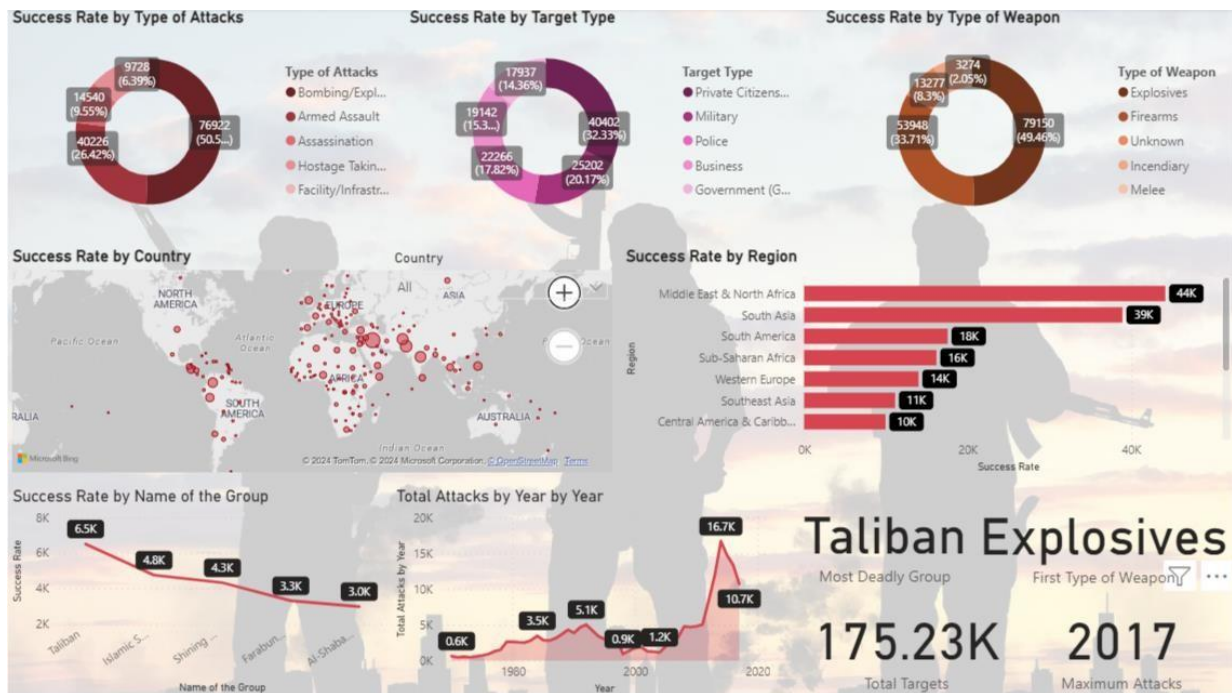 Success Rate by Type of Attacks
9728
(6.39%)
14540
(9.55%)
40226
(26.42%)
76922
(50.5...)
Type of Attacks
Bombing/Expl...
Armed Assault
Assassination
Hostage Takin...
Facility/Infrastr...
Success Rate by Target Type
17937
(14.36%)
19142
(15.3...)
22266
(17.82%)
40402
(32.33%)
25202
(20.17%)
Target Type
Private Citizens...
Military
Police
Business
Government (G...
Success Rate by Type of Weapon
3274
(2.05%)
13277
(8.3%)
53948
(33.71%)
79150
(49.46%)
Type of Weapon
Explosives
Firearms
Unknown
Incendiary
Melee
Success Rate by Country
Country
All
NORTH
AMERICA
EUROPE
ASIA
Pacific Ocean
Atlantic
Ocean
AFRICA
SOUTH
AMERICA
RALIA
AUSTRALIA
Indian Ocean
Ocean
Microsoft Bing
© 2024 TomTom, © 2024 Microsoft Corporation, © OpenStreetMap Terms
Success Rate by Region
Region
Middle East & North Africa 44K
South Asia 39K
South America 18K
Sub-Saharan Africa 16K
Western Europe 14K
Southeast Asia 11K
Central America & Caribb... 10K
0K 20K 40K
Success Rate
Success Rate by Name of the Group
Success Rate
8K
6K
4K
2K
6.5K
4.8K
4.3K
3.3K
3.0K
Taliban
Islamic S...
Shining ...
Farabun...
Al-Shaba...
Name of the Group
Total Attacks by Year by Year
Total Attacks by Year
20K
15K
10K
5K
0K
0.6K
3.5K
5.1K
0.9K
1.2K
16.7K
10.7K
1980 2000 2020
Year
Taliban
Most Deadly Group
Explosives
First Type of Weapon
175.23K
Total Targets
2017
Maximum Attacks